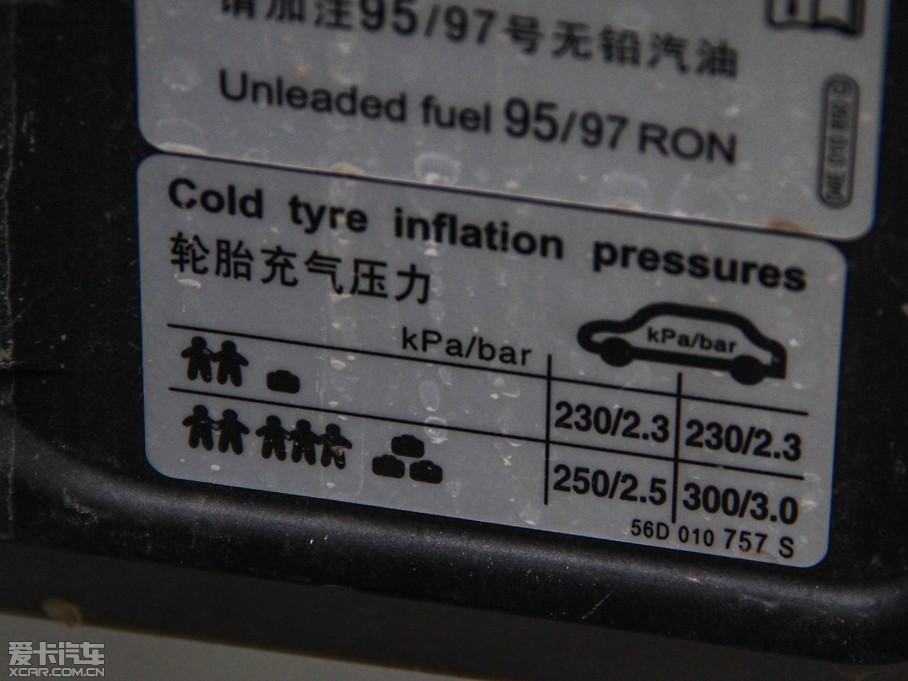 请加注95/97号无铅汽油
Unleaded fuel 95/97 RON
Cold tyre inflation pressures
轮胎充气压力
kPa/bar
kPa/bar
230/2.3 230/2.3
250/2.5 300/3.0
56D 010 757 S
爱卡汽车
XCAR.COM.CN